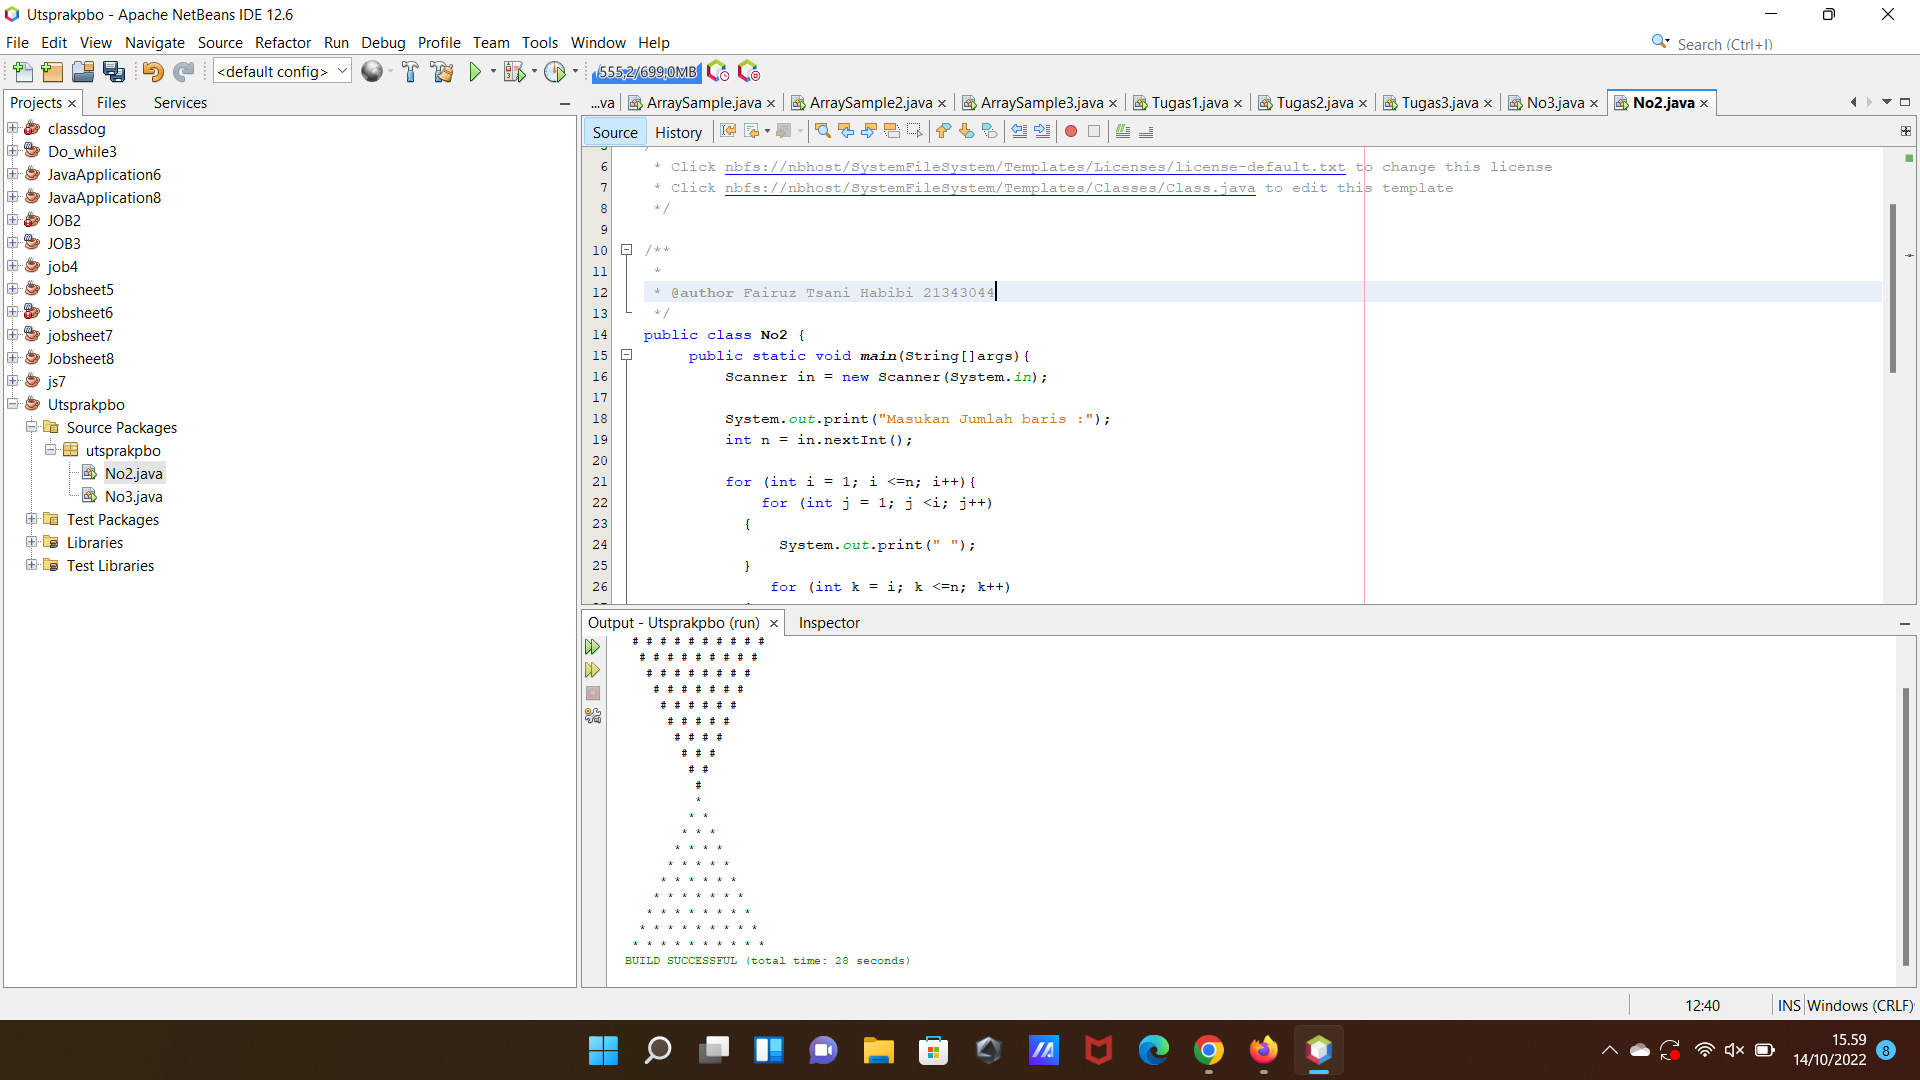 Utsprakpbo - Apache NetBeans IDE 12.6
File Edit View Navigate Source Refactor Run Debug Profile Team Tools Window Help
Search (Ctrl+I)
<default config>
555,2/699,0MB
Projects Files Services
classdog
Do_while3
JavaApplication6
JavaApplication8
JOB2
JOB3
job4
Jobsheet5
jobsheet6
jobsheet7
Jobsheet8
js7
Utsprakpbo
Source Packages
utsprakpbo
No2.java
No3.java
Test Packages
Libraries
Test Libraries
...va ArraySample.java ArraySample2.java ArraySample3.java Tugas1.java Tugas2.java Tugas3.java No3.java No2.java
Source History
6 * Click nbfs://nbhost/SystemFileSystem/Templates/Licenses/license-default.txt to change this license
7 * Click nbfs://nbhost/SystemFileSystem/Templates/Classes/Class.java to edit this template
8 */
9
10 /**
11 *
12 * @author Fairuz Tsani Habibi 21343044
13 */
14 public class No2 {
15 public static void main(String[]args){
16 Scanner in = new Scanner(System.in);
17
18 System.out.print("Masukan Jumlah baris :");
19 int n = in.nextInt();
20
21 for (int i = 1; i <=n; i++){
22 for (int j = 1; j <i; j++)
23 {
24 System.out.print(" ");
25 }
26 for (int k = i; k <=n; k++)
Output - Utsprakpbo (run) Inspector
# # # # # # # # # #
# # # # # # # # #
# # # # # # # #
# # # # # # #
# # # # # #
# # # # #
# # # #
# # #
# #
#
*
* *
* * *
* * * *
* * * * *
* * * * * *
* * * * * * *
* * * * * * * *
* * * * * * * * *
* * * * * * * * * *
BUILD SUCCESSFUL (total time: 28 seconds)
12:40 INS Windows (CRLF)
15.59
14/10/2022
8